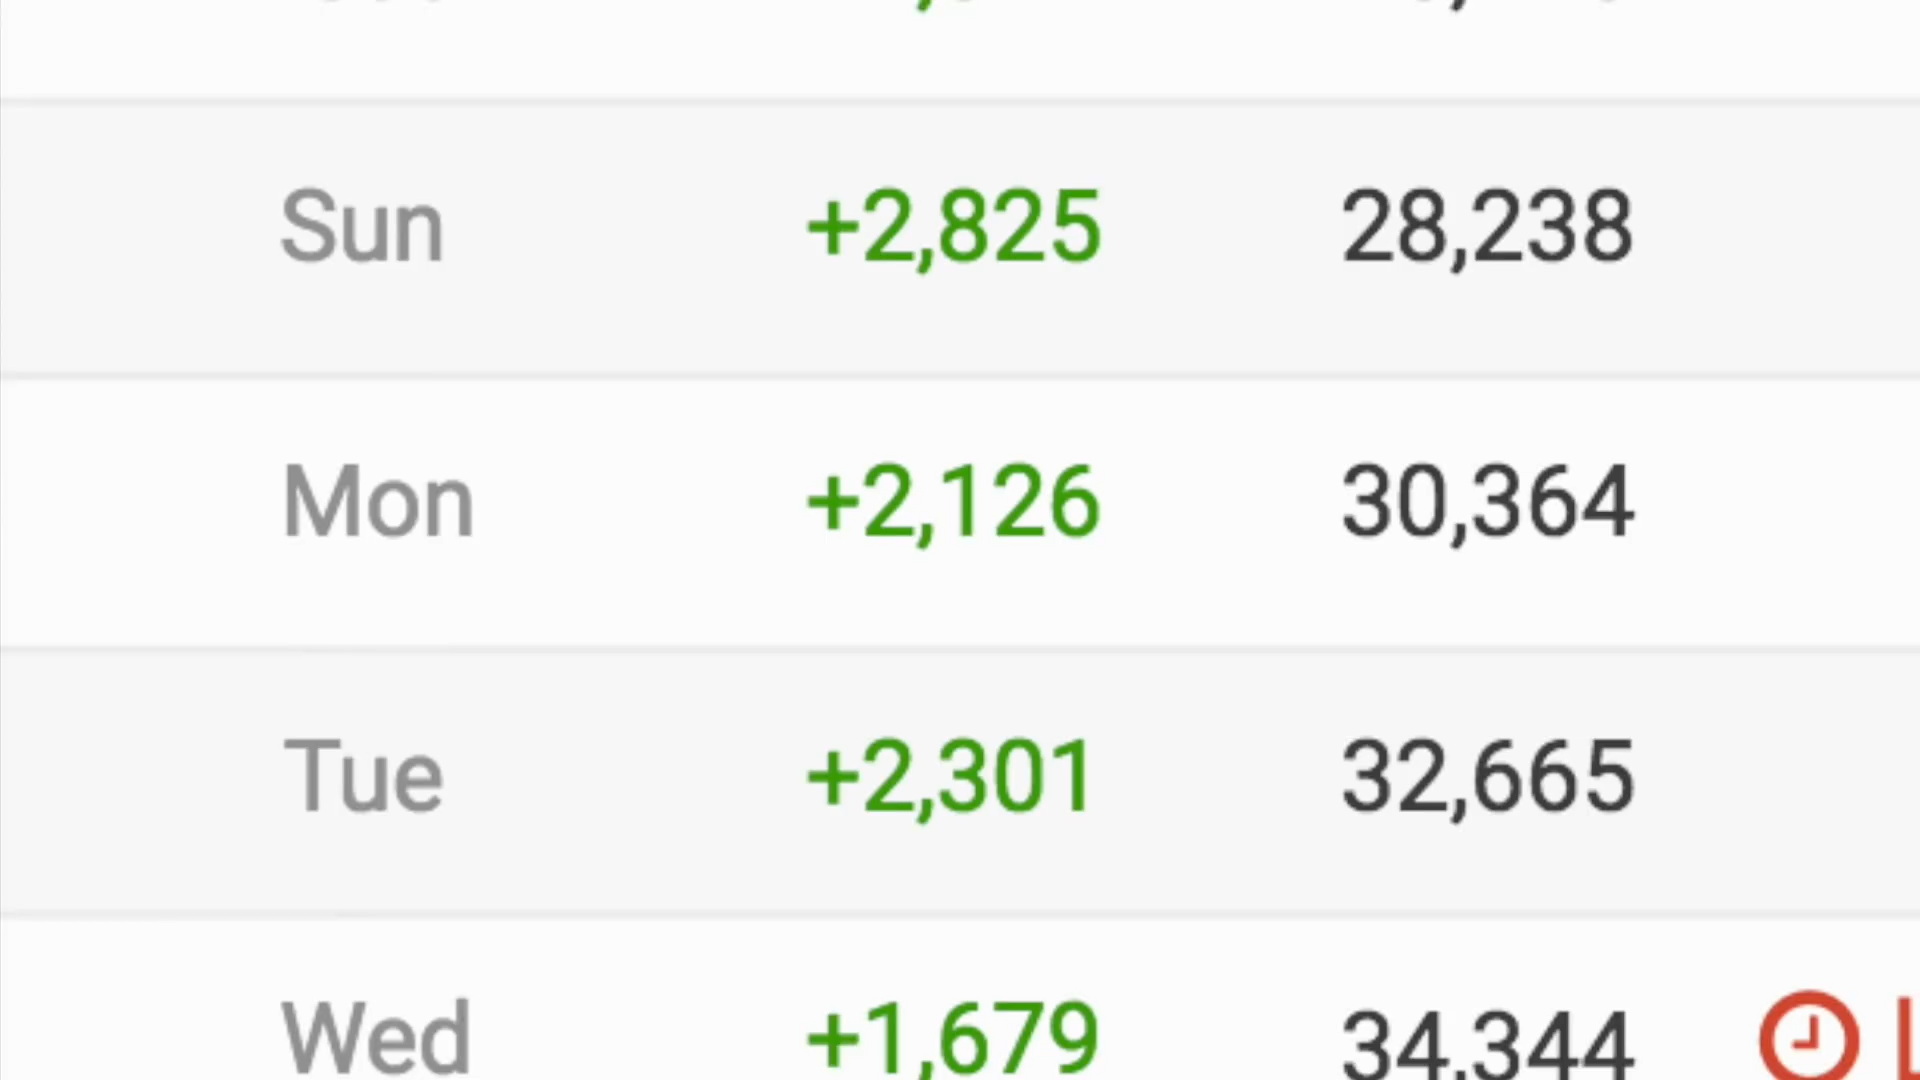 Sun +2,825 28,238
Mon +2,126 30,364
Tue +2,301 32,665
Wed +1,679 34,344